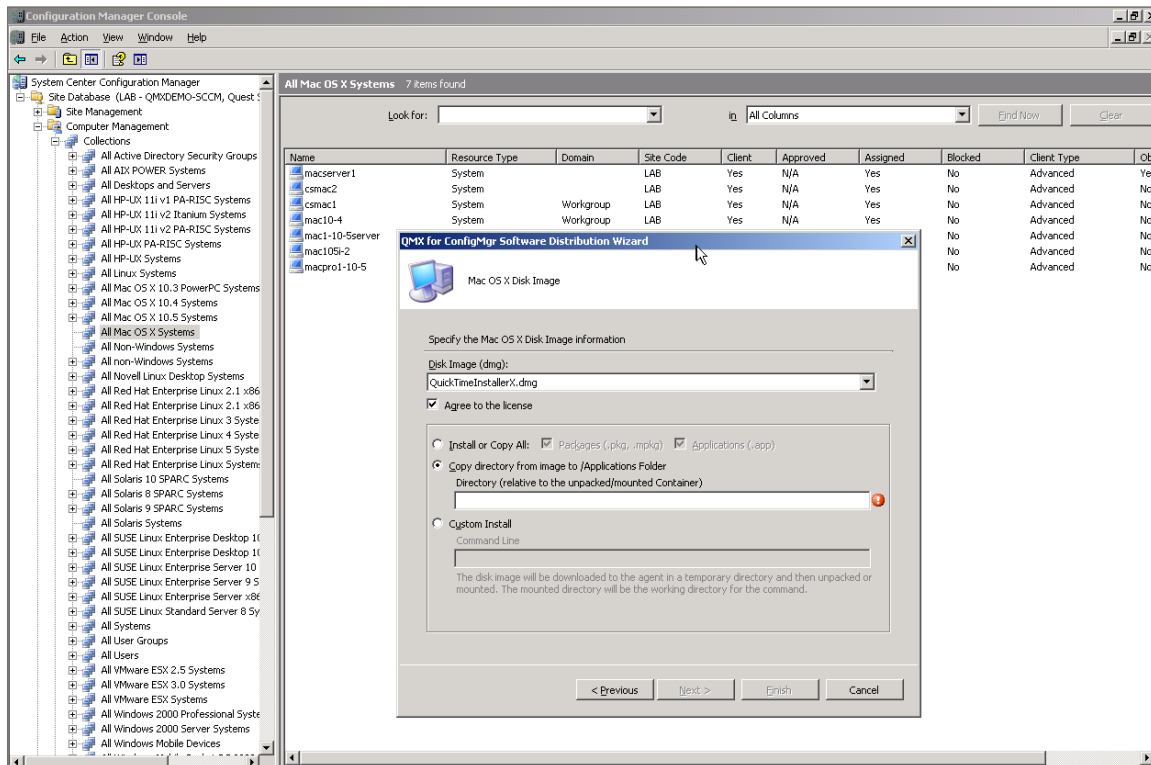 Configuration Manager Console
File Action View Window Help
System Center Configuration Manager
Site Database (LAB - QMXDEMO-SCCM, Quest
Site Management
Computer Management
Collections
All Active Directory Security Groups
All AIX POWER Systems
All Desktops and Servers
All HP-UX 11i v1 PA-RISC Systems
All HP-UX 11i v2 Itanium Systems
All HP-UX 11i v2 PA-RISC Systems
All HP-UX PA-RISC Systems
All HP-UX Systems
All Linux Systems
All Mac OS X 10.3 PowerPC Systems
All Mac OS X 10.4 Systems
All Mac OS X 10.5 Systems
All Mac OS X Systems
All Non-Windows Systems
All non-Windows Systems
All Novell Linux Desktop Systems
All Red Hat Enterprise Linux 2.1 x86
All Red Hat Enterprise Linux 2.1 x86
All Red Hat Enterprise Linux 3 Syste
All Red Hat Enterprise Linux 4 Syste
All Red Hat Enterprise Linux 5 Syste
All Red Hat Enterprise Linux System
All Solaris 10 SPARC Systems
All Solaris 8 SPARC Systems
All Solaris 9 SPARC Systems
All Solaris Systems
All SUSE Linux Enterprise Desktop 10
All SUSE Linux Enterprise Desktop 10
All SUSE Linux Enterprise Server 10
All SUSE Linux Enterprise Server 9 S
All SUSE Linux Enterprise Server x86
All SUSE Linux Standard Server 8 Sy
All Systems
All User Groups
All Users
All VMware ESX 2.5 Systems
All VMware ESX 3.0 Systems
All VMware ESX Systems
All Windows 2000 Professional Syste
All Windows 2000 Server Systems
All Windows Mobile Devices
All Mac OS X Systems 7 items found
Look for: in All Columns Find Now Clear
Name Resource Type Domain Site Code Client Approved Assigned Blocked Client Type Ob
macserver1 System LAB Yes N/A Yes No Advanced Ye
csmac2 System LAB Yes N/A Yes No Advanced No
csmac1 System Workgroup LAB Yes N/A Yes No Advanced No
mac10-4 System Workgroup LAB Yes N/A Yes No Advanced No
mac1-10-5server No Advanced No
mac105i-2 No Advanced No
macpro1-10-5 No Advanced No
QMX for ConfigMgr Software Distribution Wizard
Mac OS X Disk Image
Specify the Mac OS X Disk Image information
Disk Image (dmg):
QuickTimeInstallerX.dmg
Agree to the license
Install or Copy All: Packages (.pkg, .mpkg) Applications (.app)
Copy directory from image to /Applications Folder
Directory (relative to the unpacked/mounted Container)
Custom Install
Command Line
The disk image will be downloaded to the agent in a temporary directory and then unpacked or
mounted. The mounted directory will be the working directory for the command.
< Previous Next > Finish Cancel